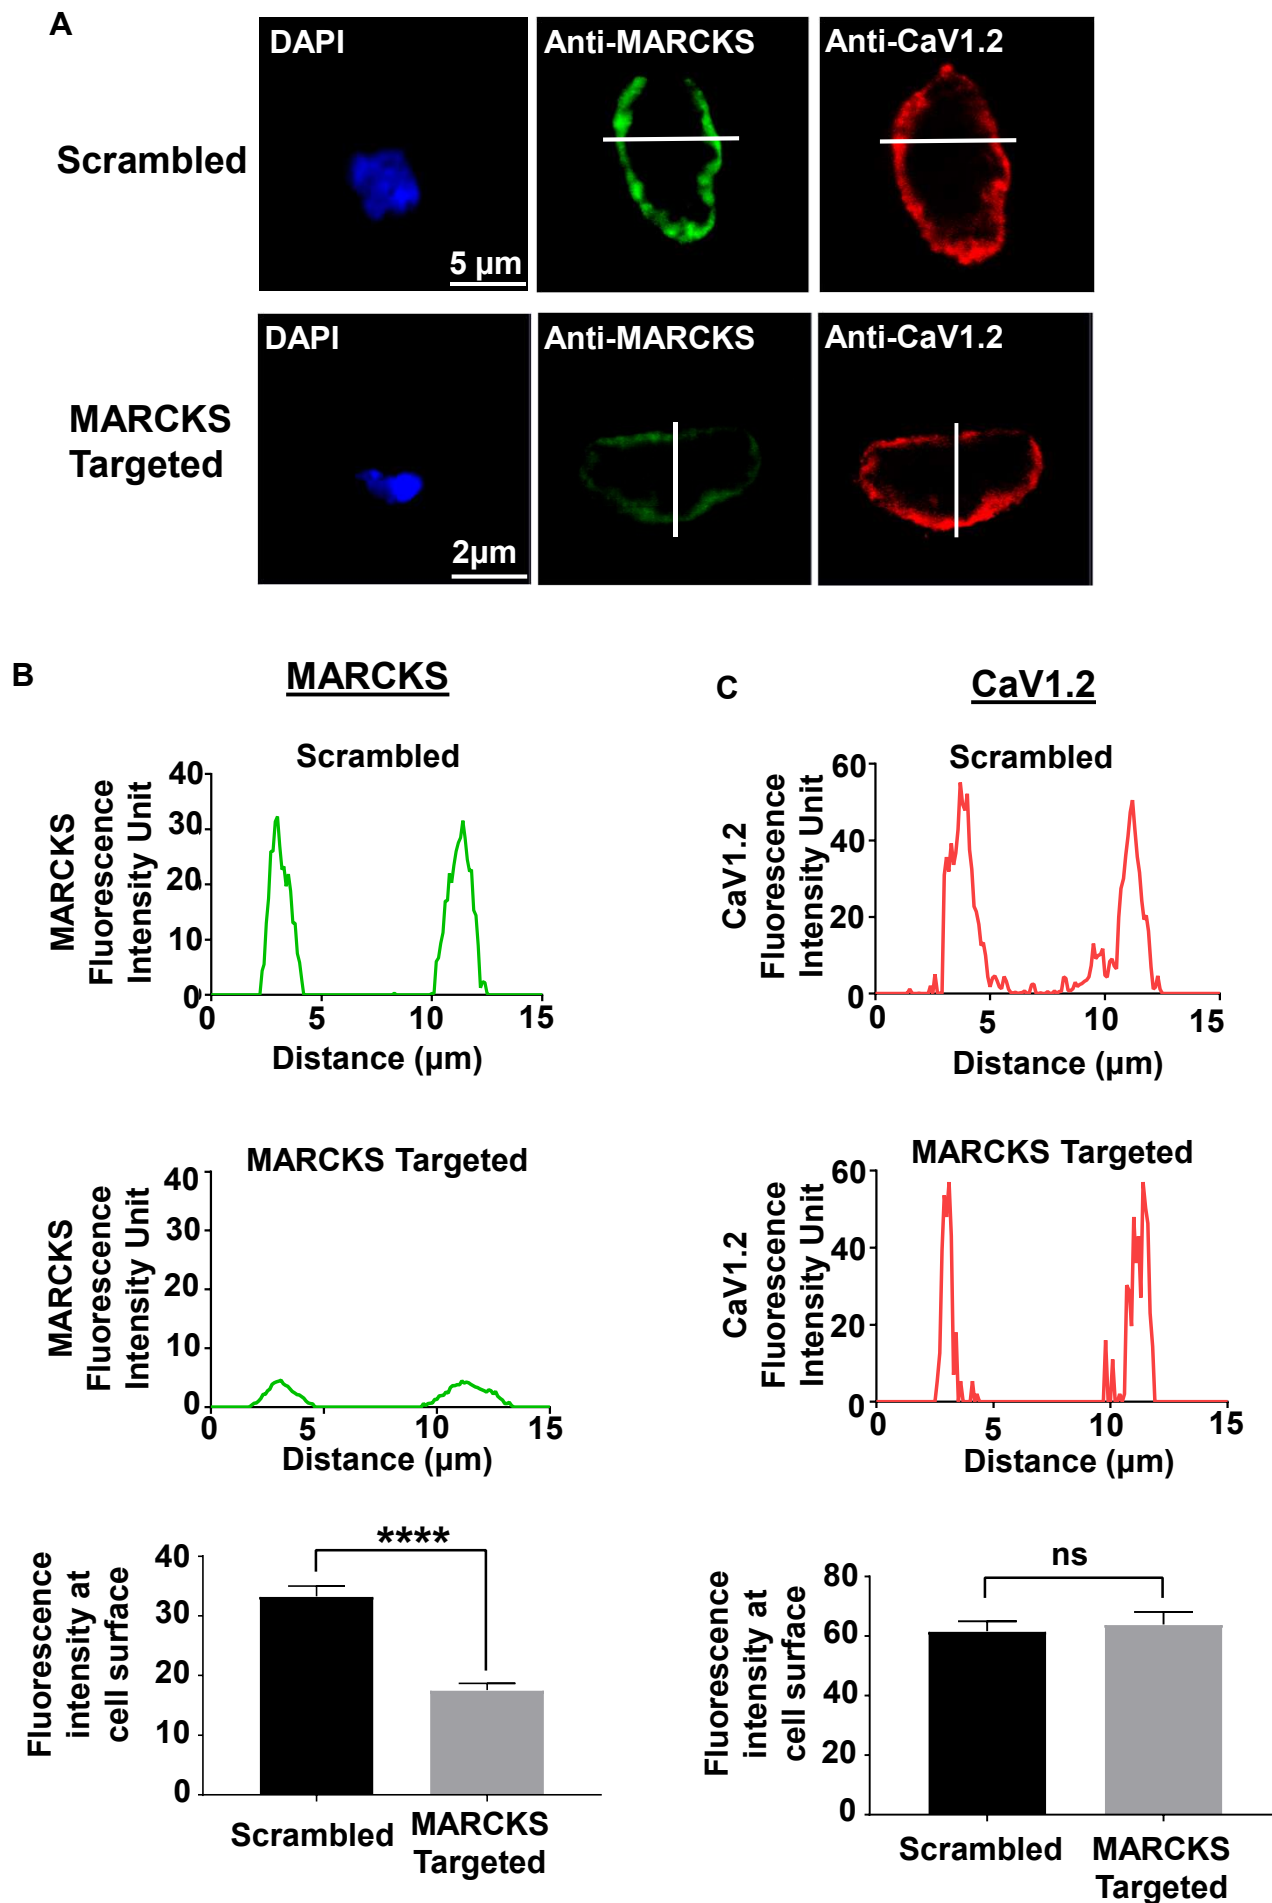 A
DAPI
Anti-MARCKS
Anti-CaV1.2
Scrambled
5 µm
DAPI
Anti-MARCKS
Anti-CaV1.2
MARCKS
Targeted
2µm
B
MARCKS
Scrambled
MARCKS
Fluorescence
Intensity Unit
40
30
20
10
0
0 5 10 15
Distance (µm)
MARCKS Targeted
MARCKS
Fluorescence
Intensity Unit
40
30
20
10
0
0 5 10 15
Distance (µm)
Fluorescence
intensity at
cell surface
40
30
20
10
0
****
Scrambled
MARCKS
Targeted
C
CaV1.2
Scrambled
CaV1.2
Fluorescence
Intensity Unit
60
40
20
0
0 5 10 15
Distance (µm)
MARCKS Targeted
CaV1.2
Fluorescence
Intensity Unit
60
40
20
0
0 5 10 15
Distance (µm)
Fluorescence
intensity at
cell surface
80
60
40
20
0
ns
Scrambled
MARCKS
Targeted